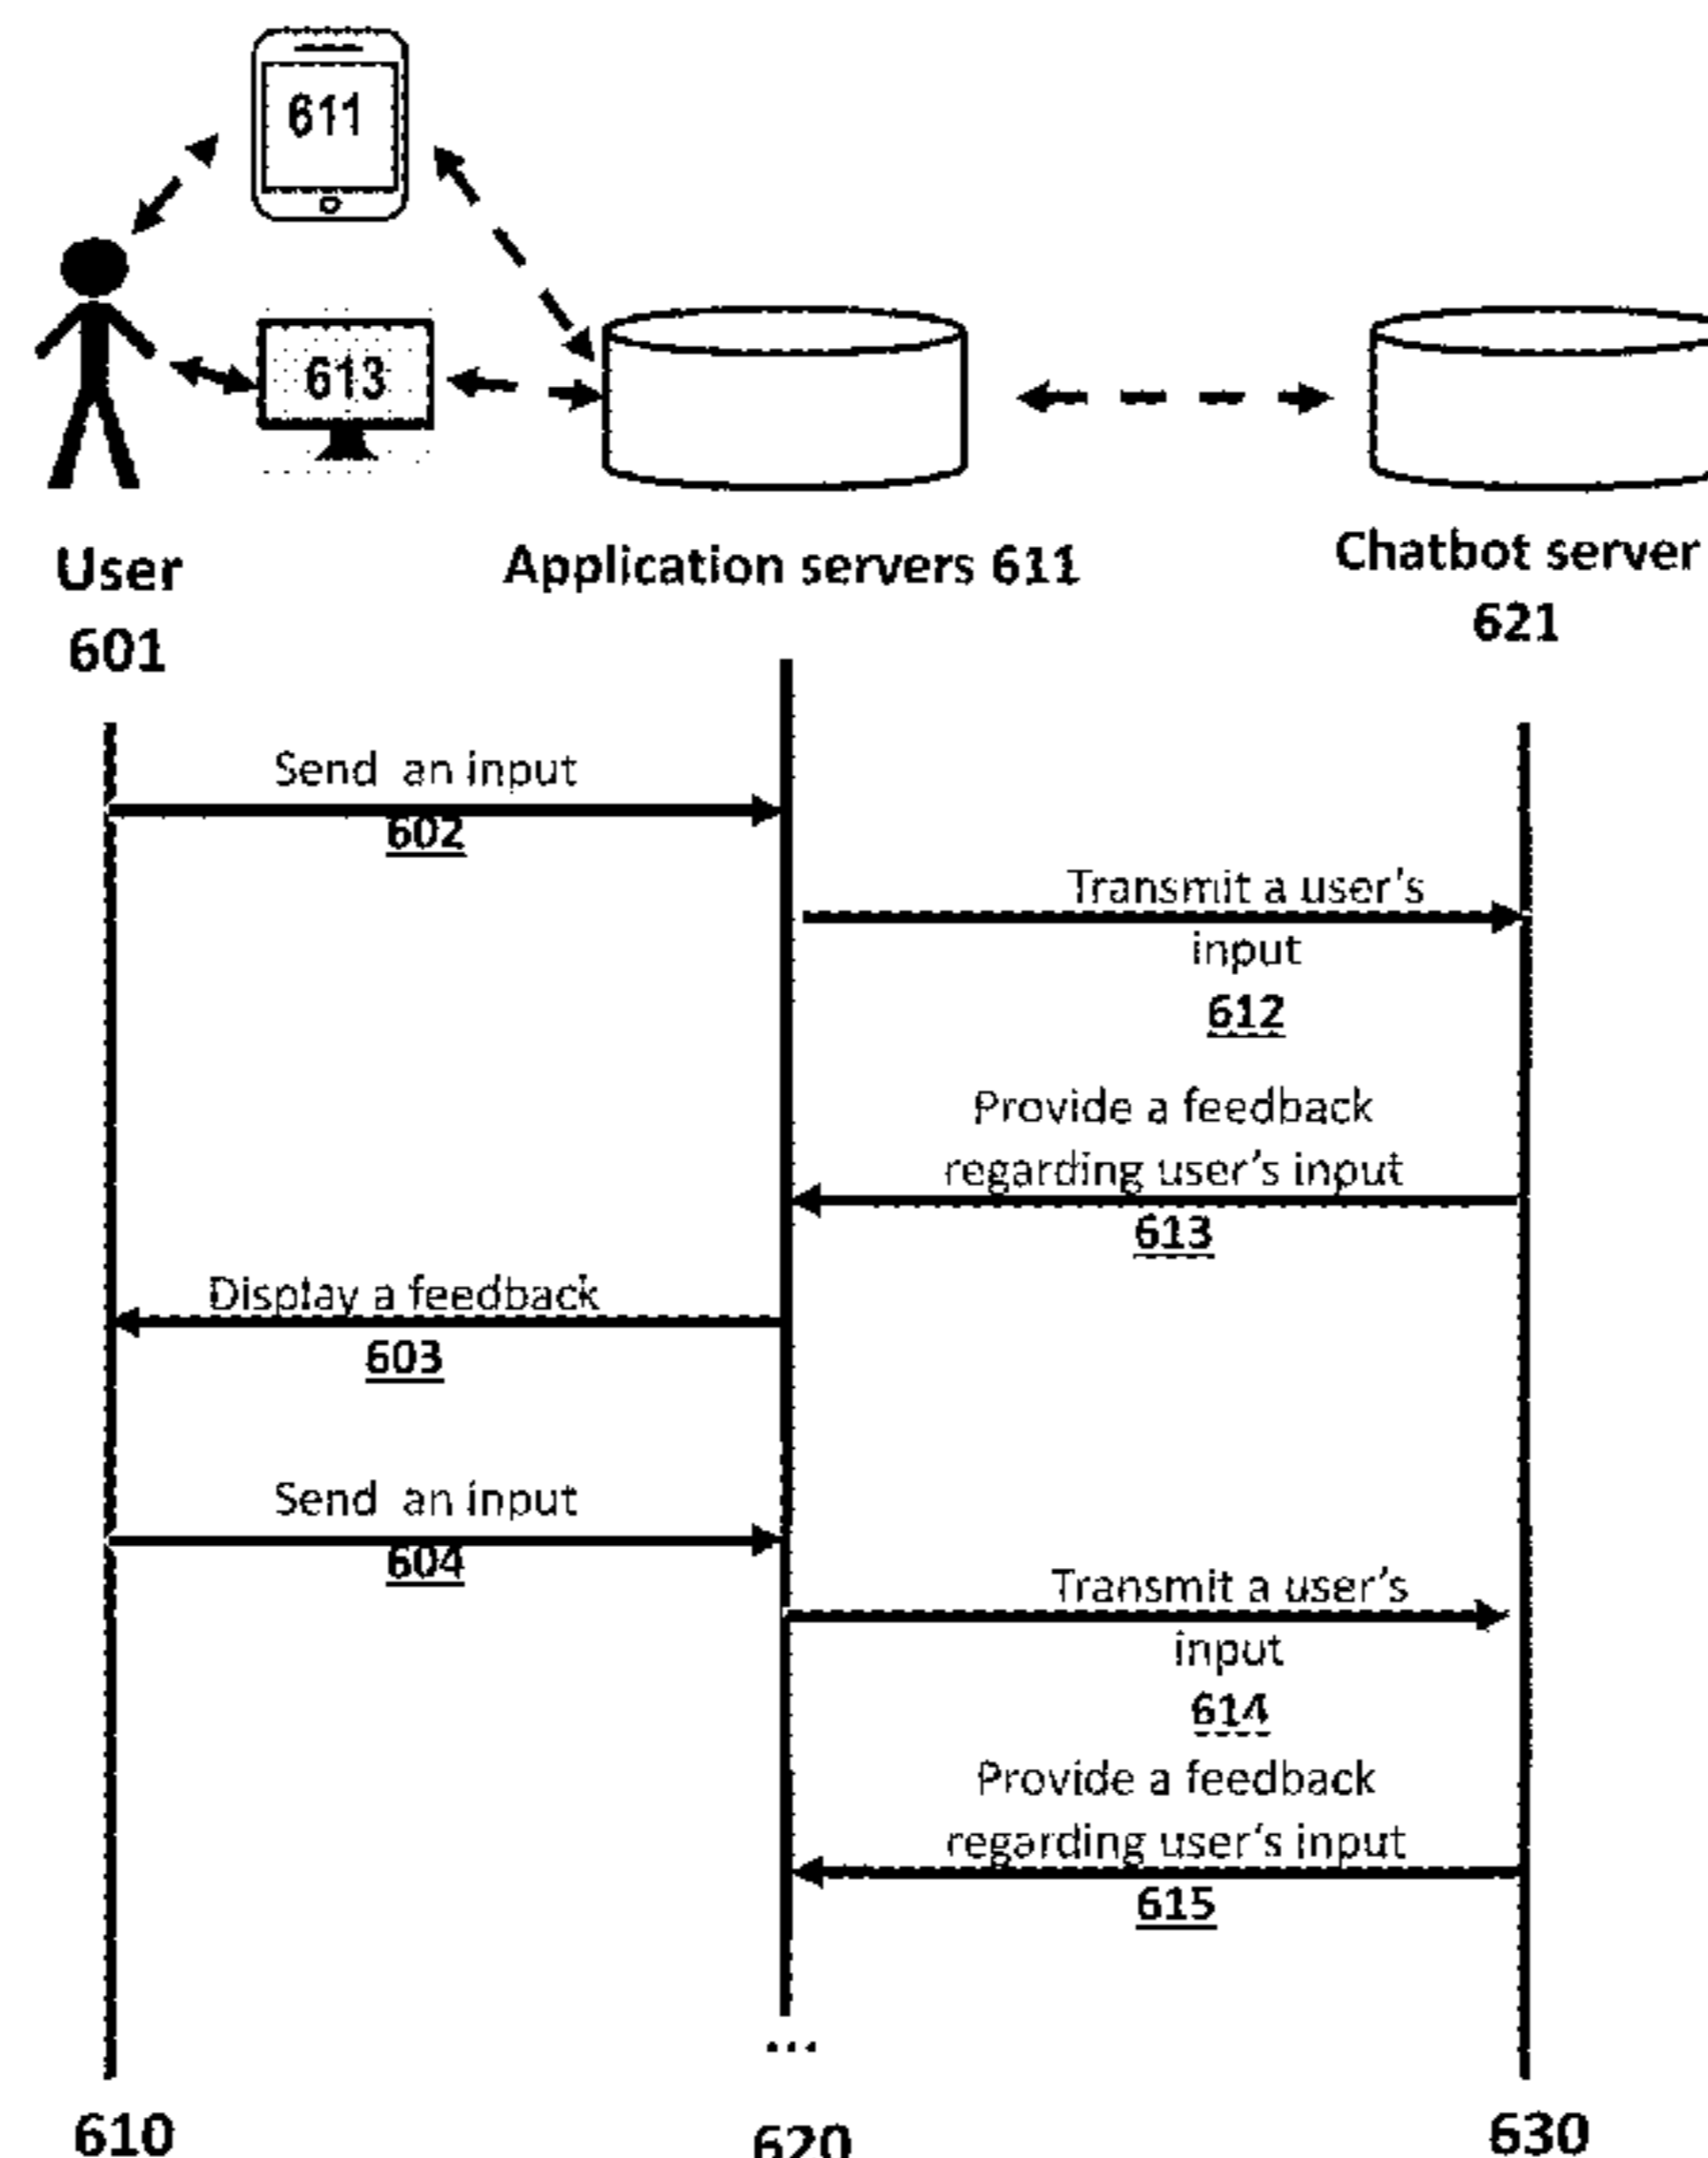 611
613
User
601
Application servers 611
Chatbot server
621
Send an input
602
Transmit a user's
input
612
Provide a feedback
regarding user's input
613
Display a feedback
603
Send an input
604
Transmit a user's
input
614
Provide a feedback
regarding user's input
615
...
610
620
630